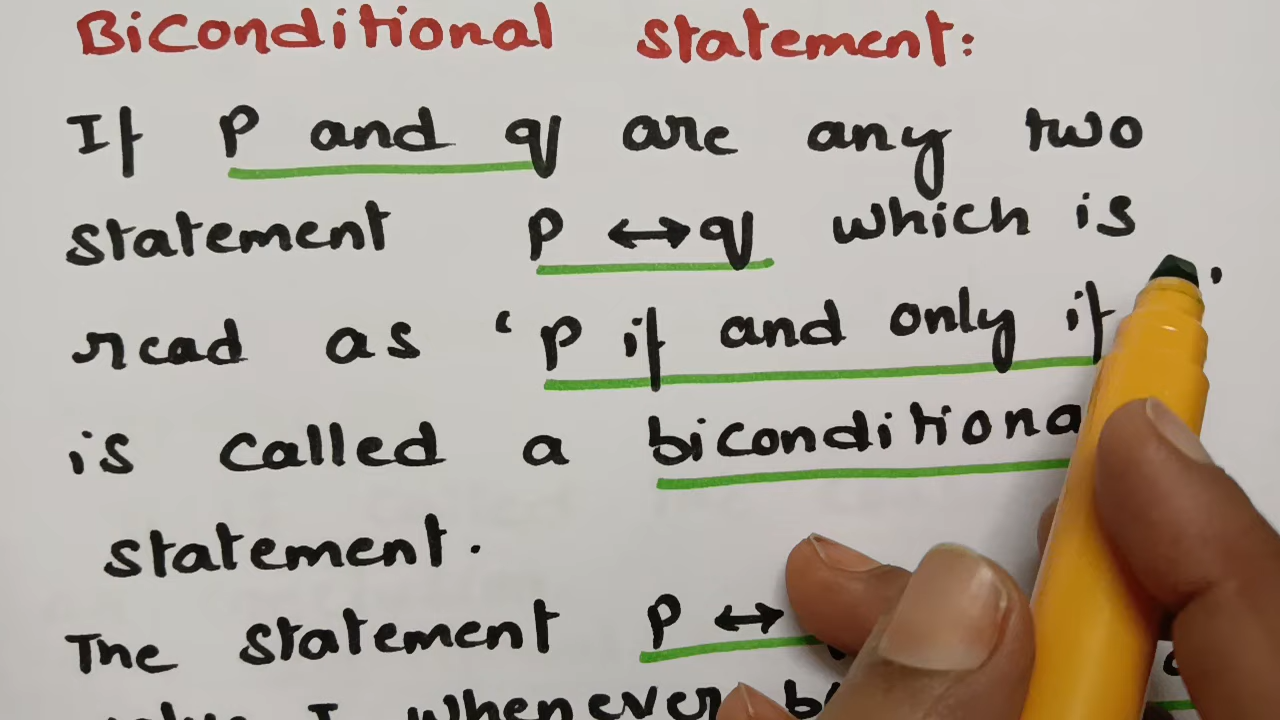 Biconditional statement:
If P and q are any two
statement P ↔ q which is
read as 'P if and only if '
is called a biconditiona
statement.
The statement P ↔
whenever